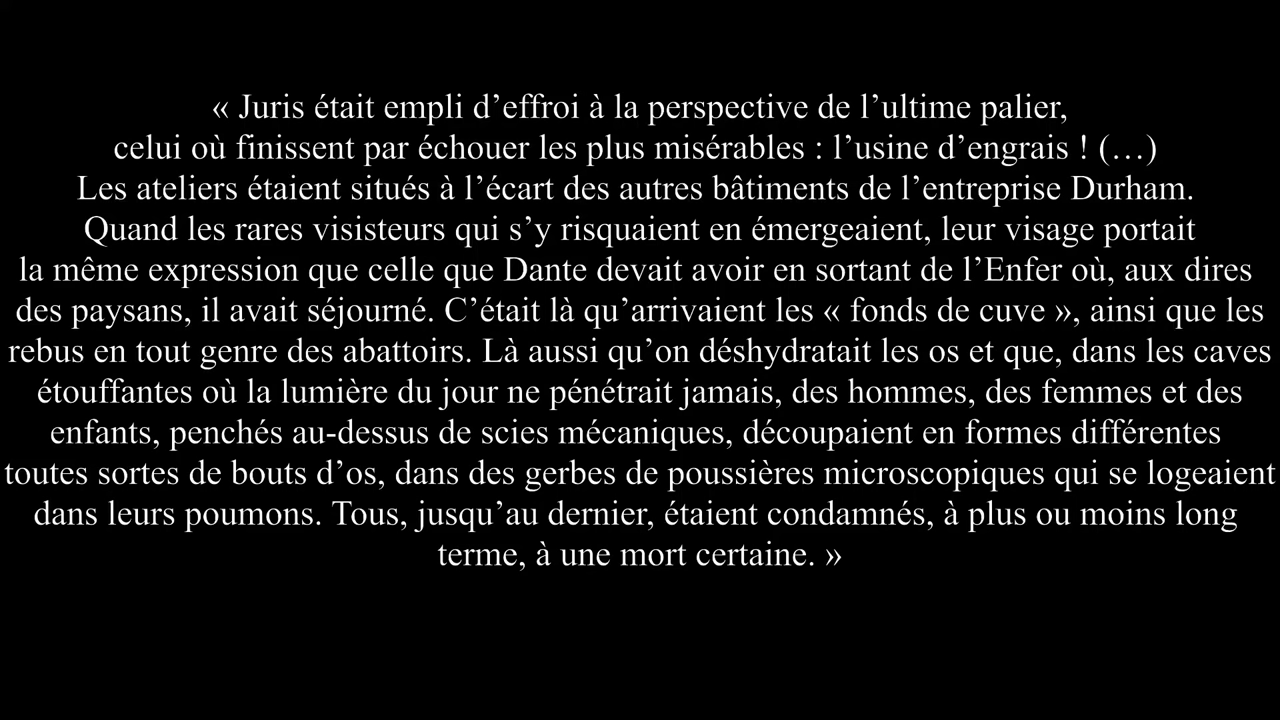 « Juris était empli d’effroi à la perspective de l’ultime palier,
celui où finissent par échouer les plus misérables : l’usine d’engrais ! (…)
Les ateliers étaient situés à l’écart des autres bâtiments de l’entreprise Durham.
Quand les rares visisteurs qui s’y risquaient en émergeaient, leur visage portait
la même expression que celle que Dante devait avoir en sortant de l’Enfer où, aux dires
des paysans, il avait séjourné. C’était là qu’arrivaient les « fonds de cuve », ainsi que les
rebus en tout genre des abattoirs. Là aussi qu’on déshydratait les os et que, dans les caves
étouffantes où la lumière du jour ne pénétrait jamais, des hommes, des femmes et des
enfants, penchés au-dessus de scies mécaniques, découpaient en formes différentes
toutes sortes de bouts d’os, dans des gerbes de poussières microscopiques qui se logeaient
dans leurs poumons. Tous, jusqu’au dernier, étaient condamnés, à plus ou moins long
terme, à une mort certaine. »